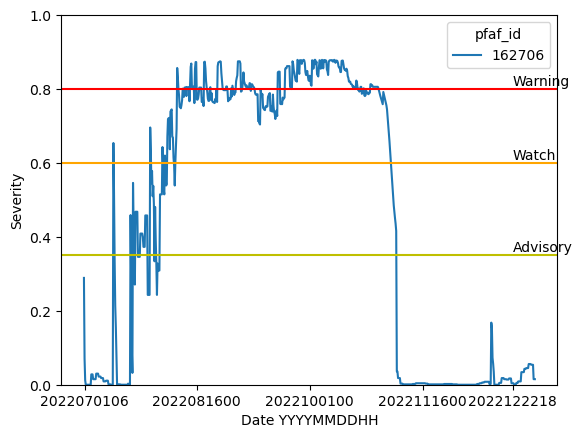 pfaf_id
162706
1.0
0.8
0.6
0.4
0.2
0.0
Severity
Warning
Watch
Advisory
2022070106 2022081600 2022100100 2022111600 2022122218
Date YYYYMMDDHH